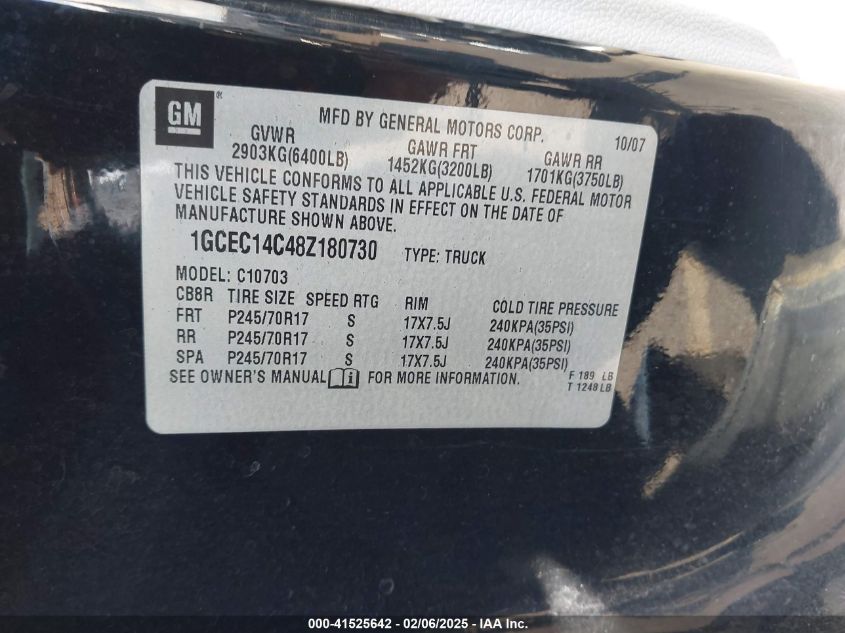 GM
MFD BY GENERAL MOTORS CORP. 10/07
GVWR GAWR FRT GAWR RR
2903KG(6400LB) 1452KG(3200LB) 1701KG(3750LB)
THIS VEHICLE CONFORMS TO ALL APPLICABLE U.S. FEDERAL MOTOR
VEHICLE SAFETY STANDARDS IN EFFECT ON THE DATE OF
MANUFACTURE SHOWN ABOVE.
1GCEC14C48Z180730 TYPE: TRUCK
MODEL: C10703
CB8R TIRE SIZE SPEED RTG RIM COLD TIRE PRESSURE
FRT P245/70R17 S 17X7.5J 240KPA(35PSI)
RR P245/70R17 S 17X7.5J 240KPA(35PSI)
SPA P245/70R17 S 17X7.5J 240KPA(35PSI)
SEE OWNER'S MANUAL FOR MORE INFORMATION. F 189 LB
T 1248 LB
000-41525642 - 02/06/2025 - IAA Inc.